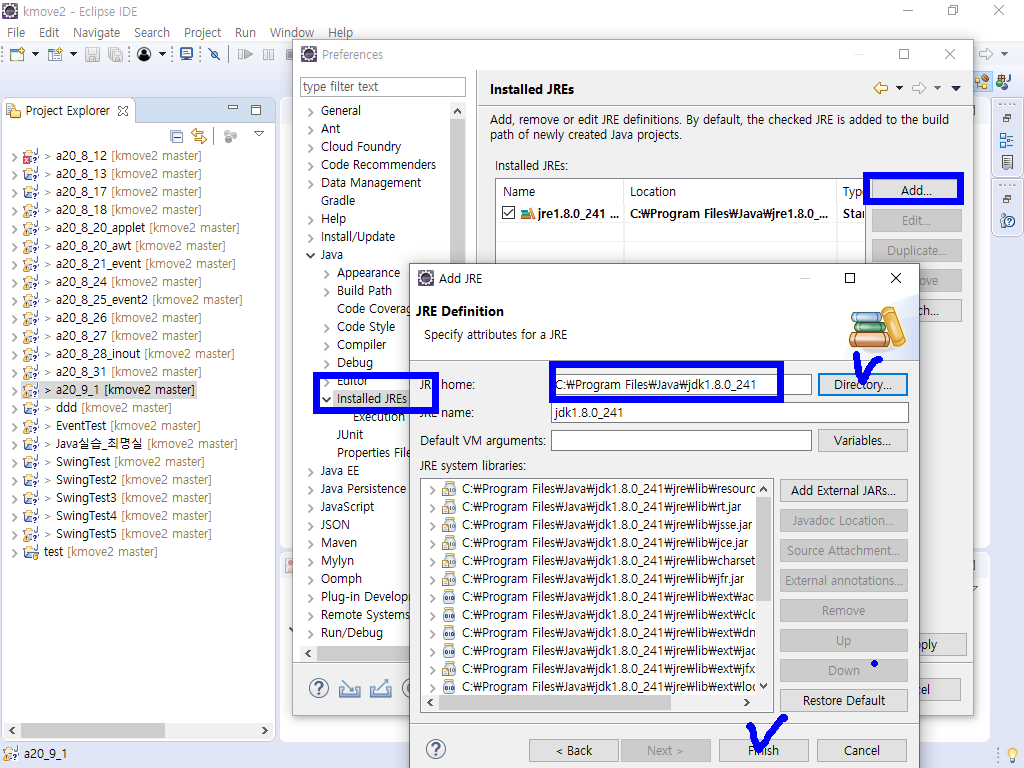 kmove2 - Eclipse IDE
File Edit Navigate Search Project Run Window Help
Project Explorer
> a20_8_12 [kmove2 master]
> a20_8_13 [kmove2 master]
> a20_8_17 [kmove2 master]
> a20_8_18 [kmove2 master]
> a20_8_20_applet [kmove2 master]
> a20_8_20_awt [kmove2 master]
> a20_8_21_event [kmove2 master]
> a20_8_24 [kmove2 master]
> a20_8_25_event2 [kmove2 master]
> a20_8_26 [kmove2 master]
> a20_8_27 [kmove2 master]
> a20_8_28_inout [kmove2 master]
> a20_8_31 [kmove2 master]
> a20_9_1 [kmove2 master]
> ddd [kmove2 master]
> EventTest [kmove2 master]
> Java실습_최명실 [kmove2 master]
> SwingTest [kmove2 master]
> SwingTest2 [kmove2 master]
> SwingTest3 [kmove2 master]
> SwingTest4 [kmove2 master]
> SwingTest5 [kmove2 master]
test [kmove2 master]
a20_9_1
Preferences
type filter text
General
Ant
Cloud Foundry
Code Recommenders
Data Management
Gradle
Help
Install/Update
Java
Appearance
Build Path
Code Coverag
Code Style
Compiler
Debug
Editor
Installed JREs
Execution
JUnit
Properties File
Java EE
Java Persistence
JavaScript
JSON
Maven
Mylyn
Oomph
Plug-in Develop
Remote Systems
Run/Debug
Installed JREs
Add, remove or edit JRE definitions. By default, the checked JRE is added to the build
path of newly created Java projects.
Installed JREs:
Name Location Typ
jre1.8.0_241 ... C:₩Program Files₩Java₩jre1.8.0_... Star
Add...
Edit...
Duplicate...
ove
ch...
pply
cel
Add JRE
JRE Definition
Specify attributes for a JRE
JRE home: C:₩Program Files₩Java₩jdk1.8.0_241 Directory...
JRE name: jdk1.8.0_241
Default VM arguments: Variables...
JRE system libraries:
C:₩Program Files₩Java₩jdk1.8.0_241₩jre₩lib₩resourc
C:₩Program Files₩Java₩jdk1.8.0_241₩jre₩lib₩rt.jar
C:₩Program Files₩Java₩jdk1.8.0_241₩jre₩lib₩jsse.jar
C:₩Program Files₩Java₩jdk1.8.0_241₩jre₩lib₩jce.jar
C:₩Program Files₩Java₩jdk1.8.0_241₩jre₩lib₩charset
C:₩Program Files₩Java₩jdk1.8.0_241₩jre₩lib₩jfr.jar
C:₩Program Files₩Java₩jdk1.8.0_241₩jre₩lib₩ext₩acc
C:₩Program Files₩Java₩jdk1.8.0_241₩jre₩lib₩ext₩clc
C:₩Program Files₩Java₩jdk1.8.0_241₩jre₩lib₩ext₩dn
C:₩Program Files₩Java₩jdk1.8.0_241₩jre₩lib₩ext₩jac
C:₩Program Files₩Java₩jdk1.8.0_241₩jre₩lib₩ext₩jfx
C:₩Program Files₩Java₩jdk1.8.0_241₩jre₩lib₩ext₩loc
Add External JARs...
Javadoc Location...
Source Attachment...
External annotations...
Remove
Up
Down
Restore Default
< Back Next > Finish Cancel